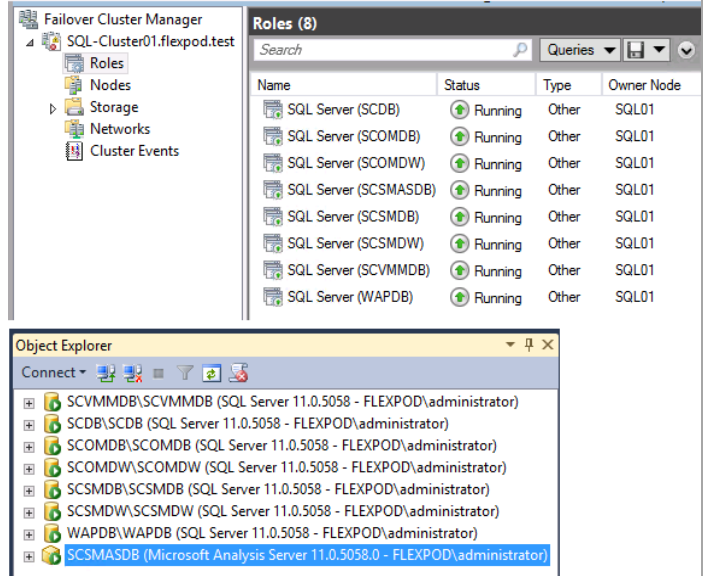 Failover Cluster Manager
SQL-Cluster01.flexpod.test
Roles
Nodes
Storage
Networks
Cluster Events
Roles (8)
Search Queries
Name Status Type Owner Node
SQL Server (SCDB) Running Other SQL01
SQL Server (SCOMDB) Running Other SQL01
SQL Server (SCOMDW) Running Other SQL01
SQL Server (SCSMASDB) Running Other SQL01
SQL Server (SCSMDB) Running Other SQL01
SQL Server (SCSMDW) Running Other SQL01
SQL Server (SCVMMDB) Running Other SQL01
SQL Server (WAPDB) Running Other SQL01
Object Explorer
Connect
SCVMMDB\SCVMMDB (SQL Server 11.0.5058 - FLEXPOD\administrator)
SCDB\SCDB (SQL Server 11.0.5058 - FLEXPOD\administrator)
SCOMDB\SCOMDB (SQL Server 11.0.5058 - FLEXPOD\administrator)
SCOMDW\SCOMDW (SQL Server 11.0.5058 - FLEXPOD\administrator)
SCSMDB\SCSMDB (SQL Server 11.0.5058 - FLEXPOD\administrator)
SCSMDW\SCSMDW (SQL Server 11.0.5058 - FLEXPOD\administrator)
WAPDB\WAPDB (SQL Server 11.0.5058 - FLEXPOD\administrator)
SCSMASDB (Microsoft Analysis Server 11.0.5058.0 - FLEXPOD\administrator)